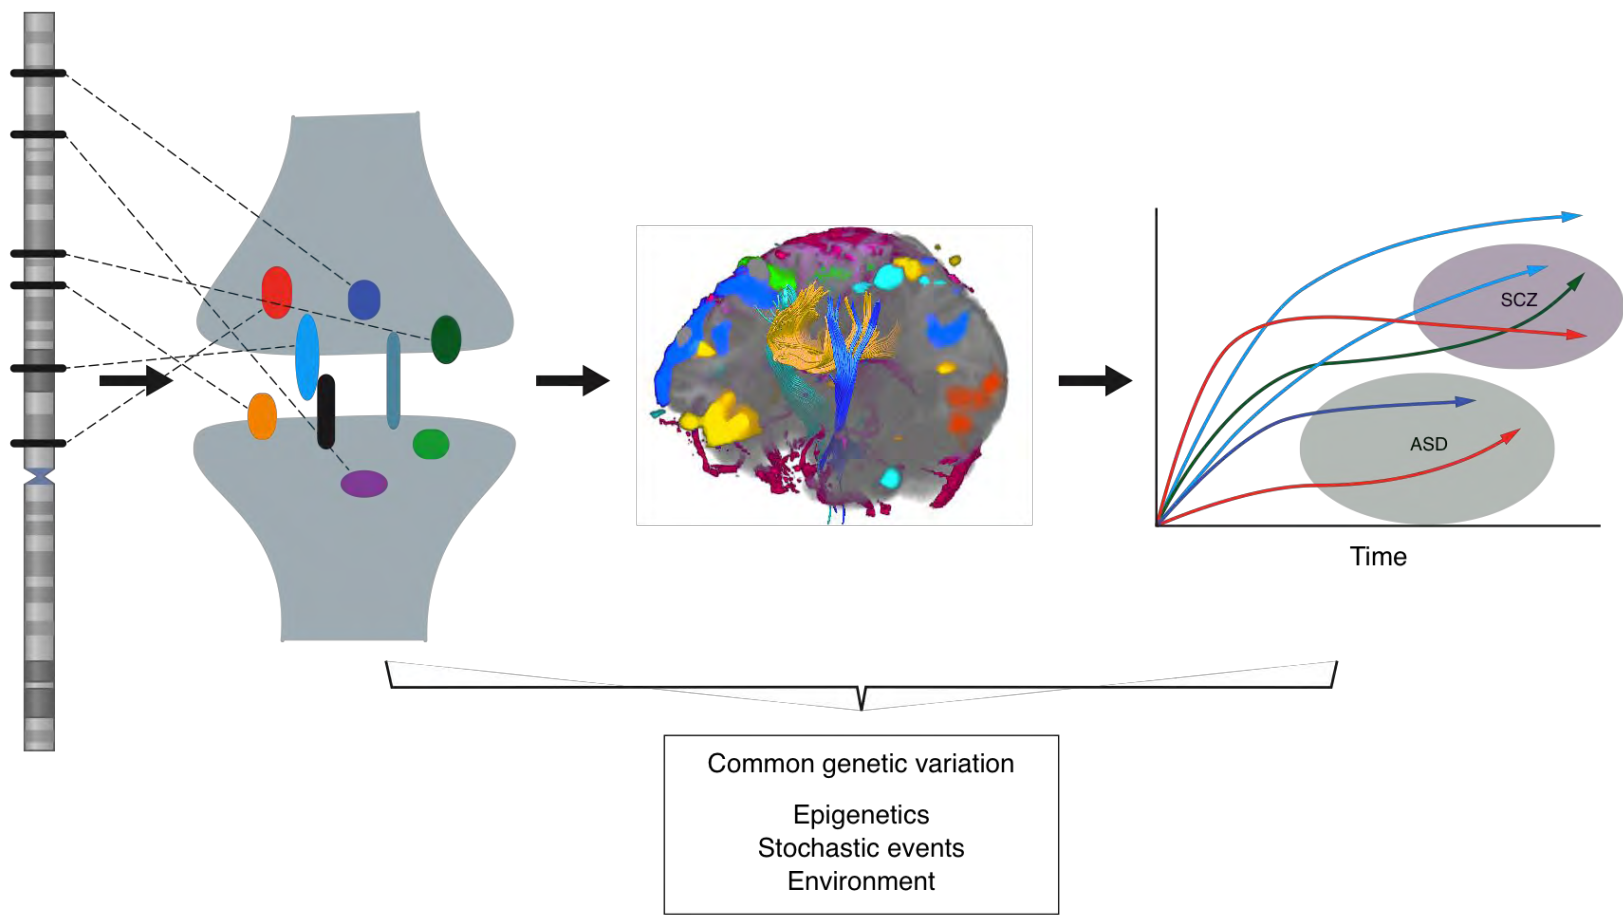 SCZ
ASD
Time
Common genetic variation
Epigenetics
Stochastic events
Environment